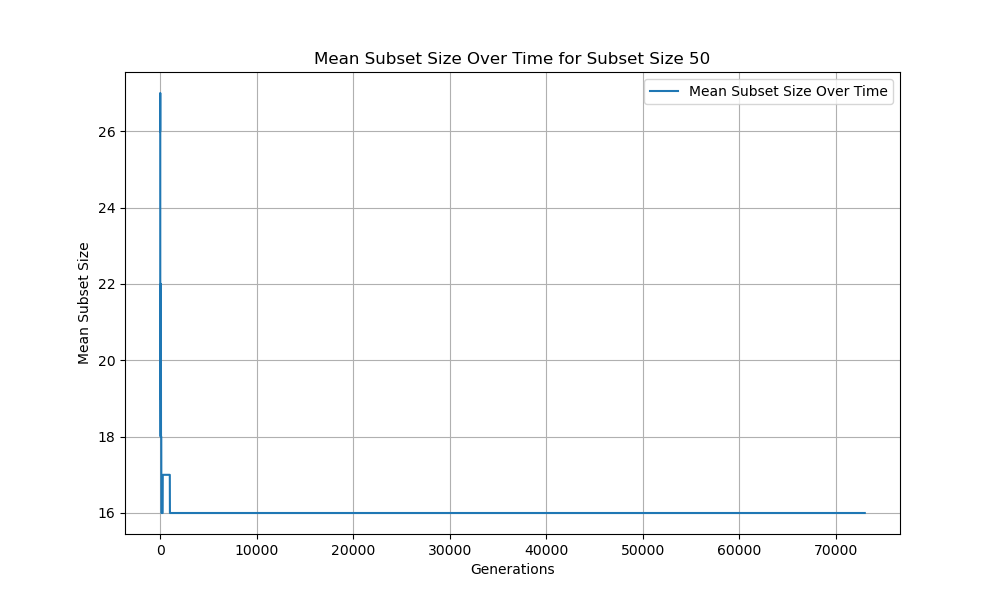 Mean Subset Size Over Time for Subset Size 50
Mean Subset Size Over Time
26
24
22
20
18
16
Mean Subset Size
0 10000 20000 30000 40000 50000 60000 70000
Generations